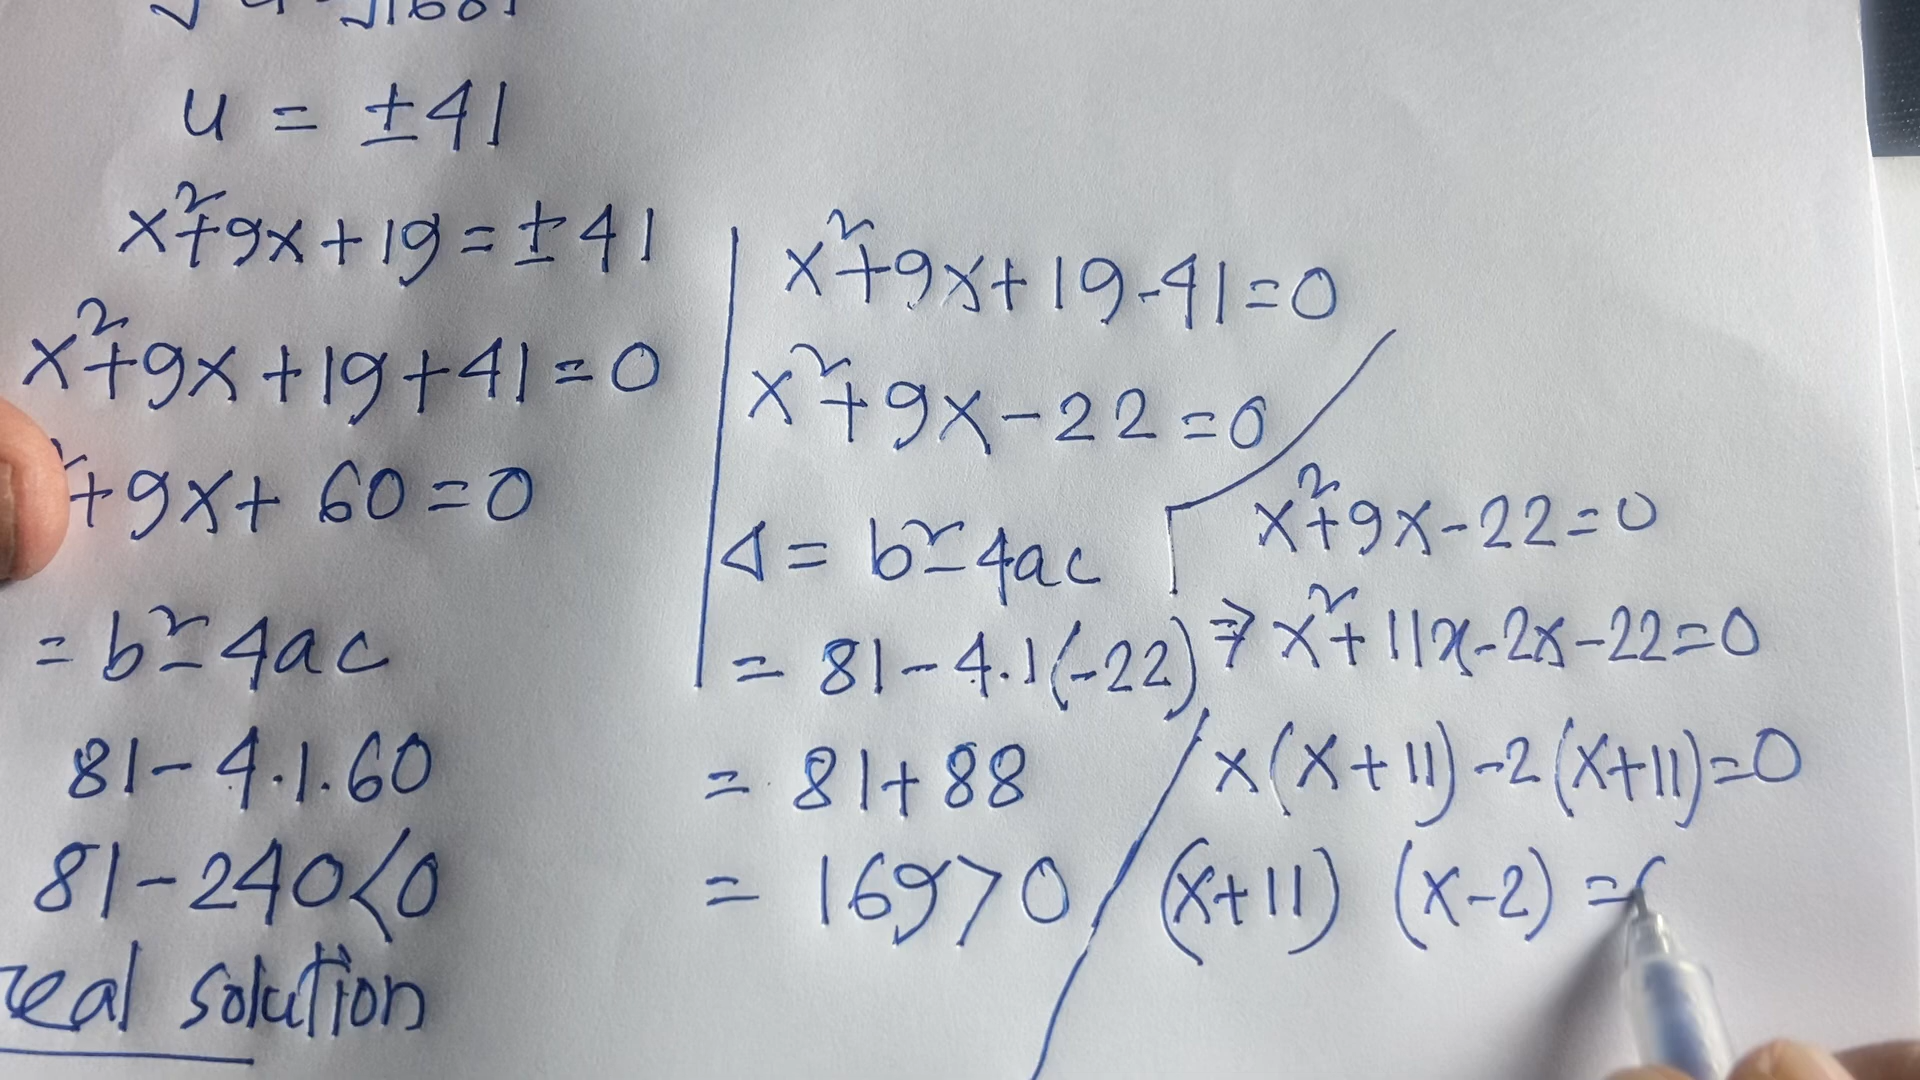 u = ±41
x²+9x+19=±41
x²+9x+19+41=0
+9x+60=0
= b²-4ac
81-4.1.60
81-240<0
real solution
x²+9x+19-41=0
x²+9x-22=0
Δ = b²-4ac
= 81-4.1(-22)
= 81+88
= 169>0
x²+9x-22=0
⇒ x²+11x-2x-22=0
x(x+11)-2(x+11)=0
(x+11) (x-2) =